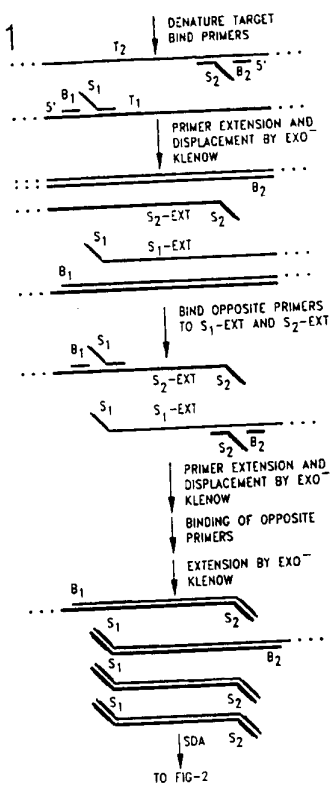 1
DENATURE TARGET
BIND PRIMERS
T2
S2 B2 5'
5' B1 S1 T1
PRIMER EXTENSION AND
DISPLACEMENT BY EXO⁻
KLENOW
B2
S2-EXT S2
S1 S1-EXT
B1
BIND OPPOSITE PRIMERS
TO S1-EXT AND S2-EXT
B1 S1
S2-EXT S2
S1 S1-EXT
S2 B2
PRIMER EXTENSION AND
DISPLACEMENT BY EXO⁻
KLENOW
BINDING OF OPPOSITE
PRIMERS
EXTENSION BY EXO⁻
KLENOW
B1
S1 S2
S1 B2
S1 S2
S2
SDA
TO FIG-2